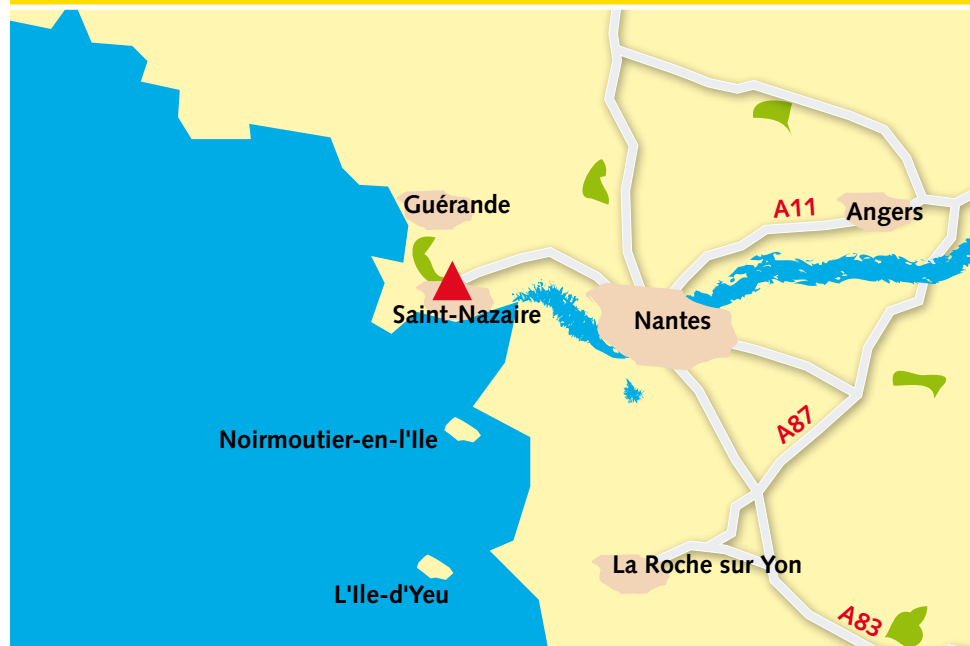 Guérande
A11
Angers
Saint-Nazaire
Nantes
Noirmoutier-en-l'Ile
A87
La Roche sur Yon
L'Ile-d'Yeu
A83